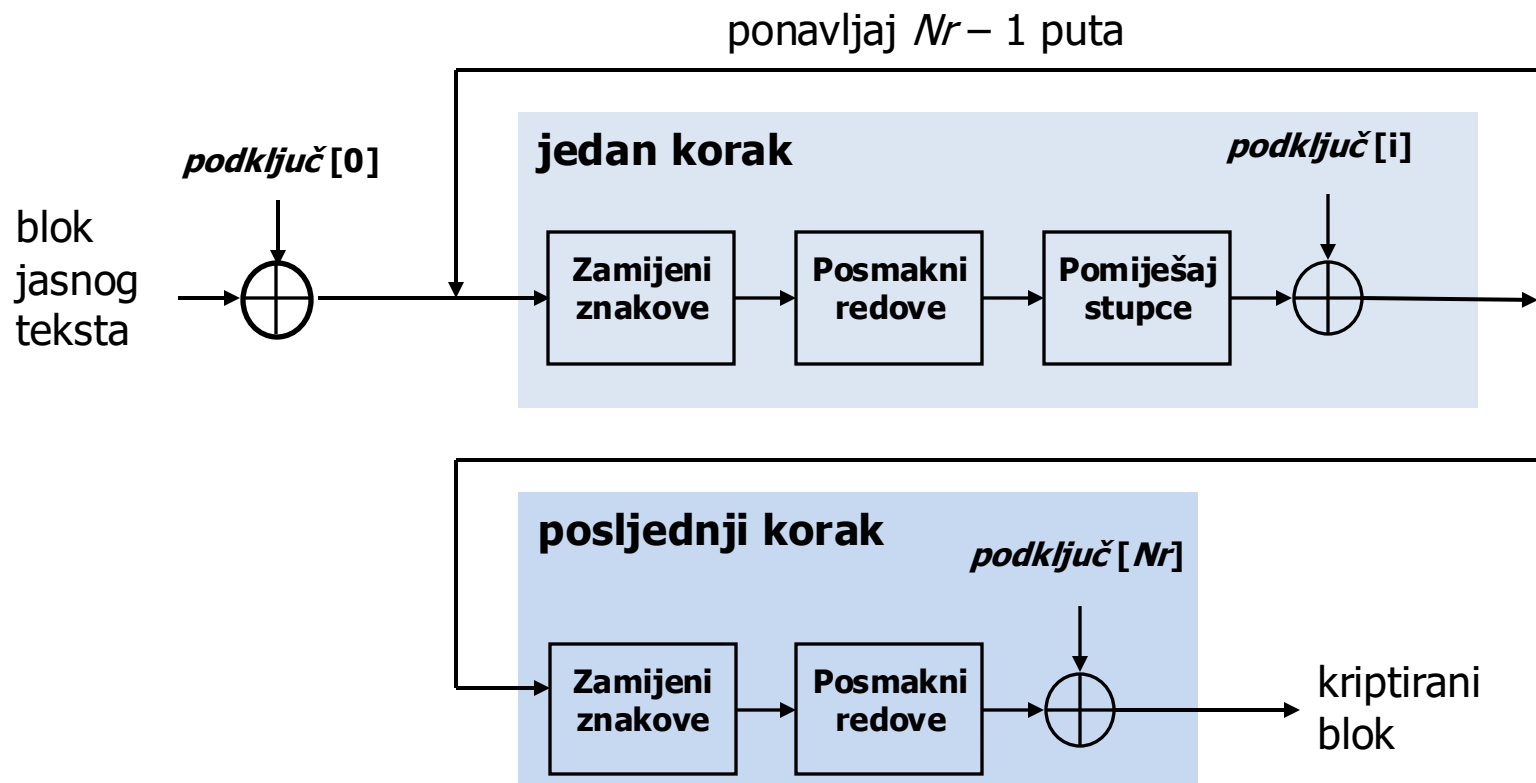 ponavljaj Nr – 1 puta
podključ [0]
jedan korak
podključ [i]
blok
jasnog
teksta
Zamijeni
znakove
Posmakni
redove
Pomiješaj
stupce
posljednji korak
podključ [Nr]
Zamijeni
znakove
Posmakni
redove
kriptirani
blok